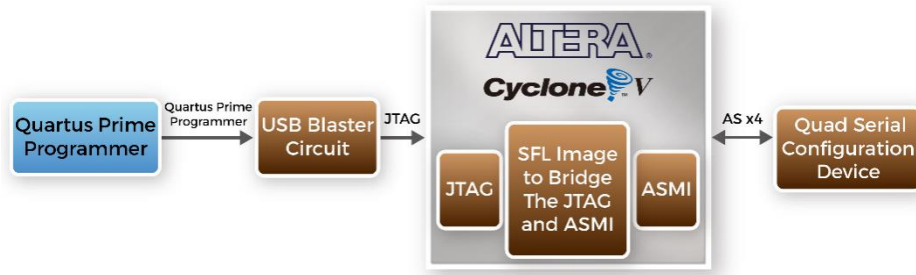 ALTERA®
Cyclone™ V
Quartus Prime
Programmer
Quartus Prime
Programmer
USB Blaster
Circuit
JTAG
JTAG
SFL Image
to Bridge
The JTAG
and ASMI
ASMI
AS x4
Quad Serial
Configuration
Device